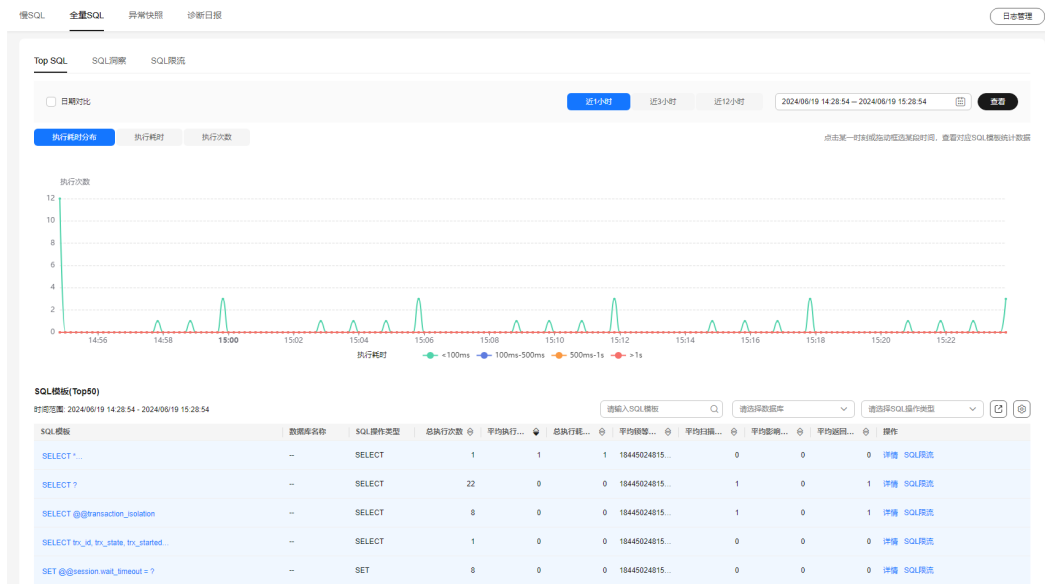 慢SQL 全量SQL 异常快照 诊断日报 日志管理
Top SQL SQL洞察 SQL限流
日期对比 近1小时 近3小时 近12小时 2024/06/19 14:28:54 — 2024/06/19 15:28:54 查看
执行耗时分布 执行耗时 执行次数 点击某一时刻或拖动框选某段时间，查看对应SQL模板统计数据
执行次数
12
10
8
6
4
2
0
14:56 14:58 15:00 15:02 15:04 15:06 15:08 15:10 15:12 15:14 15:16 15:18 15:20 15:22
执行耗时 <100ms 100ms-500ms 500ms-1s >1s
SQL模板(Top50)
时间范围: 2024/06/19 14:28:54 - 2024/06/19 15:28:54 请输入SQL模板 请选择数据库 请选择SQL操作类型
SQL模板 数据库名称 SQL操作类型 总执行次数 平均执行... 总执行耗... 平均锁等... 平均扫描... 平均影响... 平均返回... 操作
SELECT *... -- SELECT 1 1 1 18445024815... 0 0 0 详情 SQL限流
SELECT ? -- SELECT 22 0 0 18445024815... 1 0 1 详情 SQL限流
SELECT @@transaction_isolation -- SELECT 8 0 0 18445024815... 1 0 1 详情 SQL限流
SELECT trx_id, trx_state, trx_started... -- SELECT 1 0 0 18445024815... 0 0 0 详情 SQL限流
SET @@session.wait_timeout = ? -- SET 8 0 0 18445024815... 0 0 0 详情 SQL限流